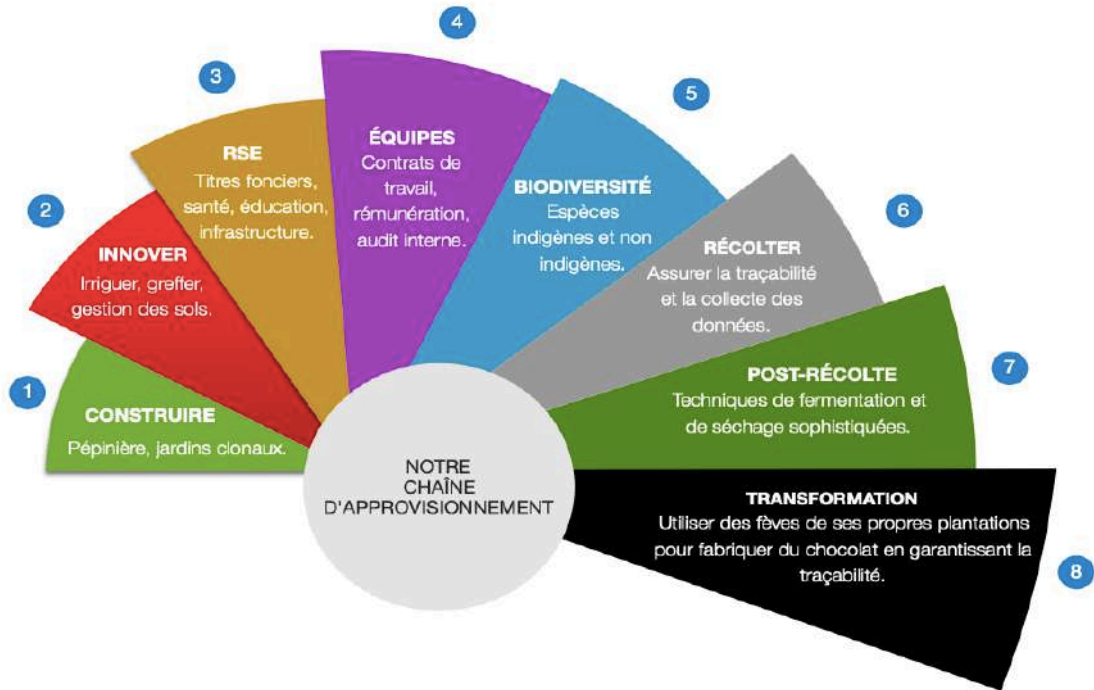 1
CONSTRUIRE
Pépinière, jardins clonaux.
2
INNOVER
Irriguer, greffer,
gestion des sols.
3
RSE
Titres fonciers,
santé, éducation,
infrastructure.
4
ÉQUIPES
Contrats de
travail,
rémunération,
audit interne.
5
BIODIVERSITÉ
Espèces
indigènes et non
indigènes.
6
RÉCOLTER
Assurer la traçabilité
et la collecte des
données.
7
POST-RÉCOLTE
Techniques de fermentation et
de séchage sophistiquées.
8
TRANSFORMATION
Utiliser des fèves de ses propres plantations
pour fabriquer du chocolat en garantissant la
traçabilité.
NOTRE
CHAÎNE
D'APPROVISIONNEMENT